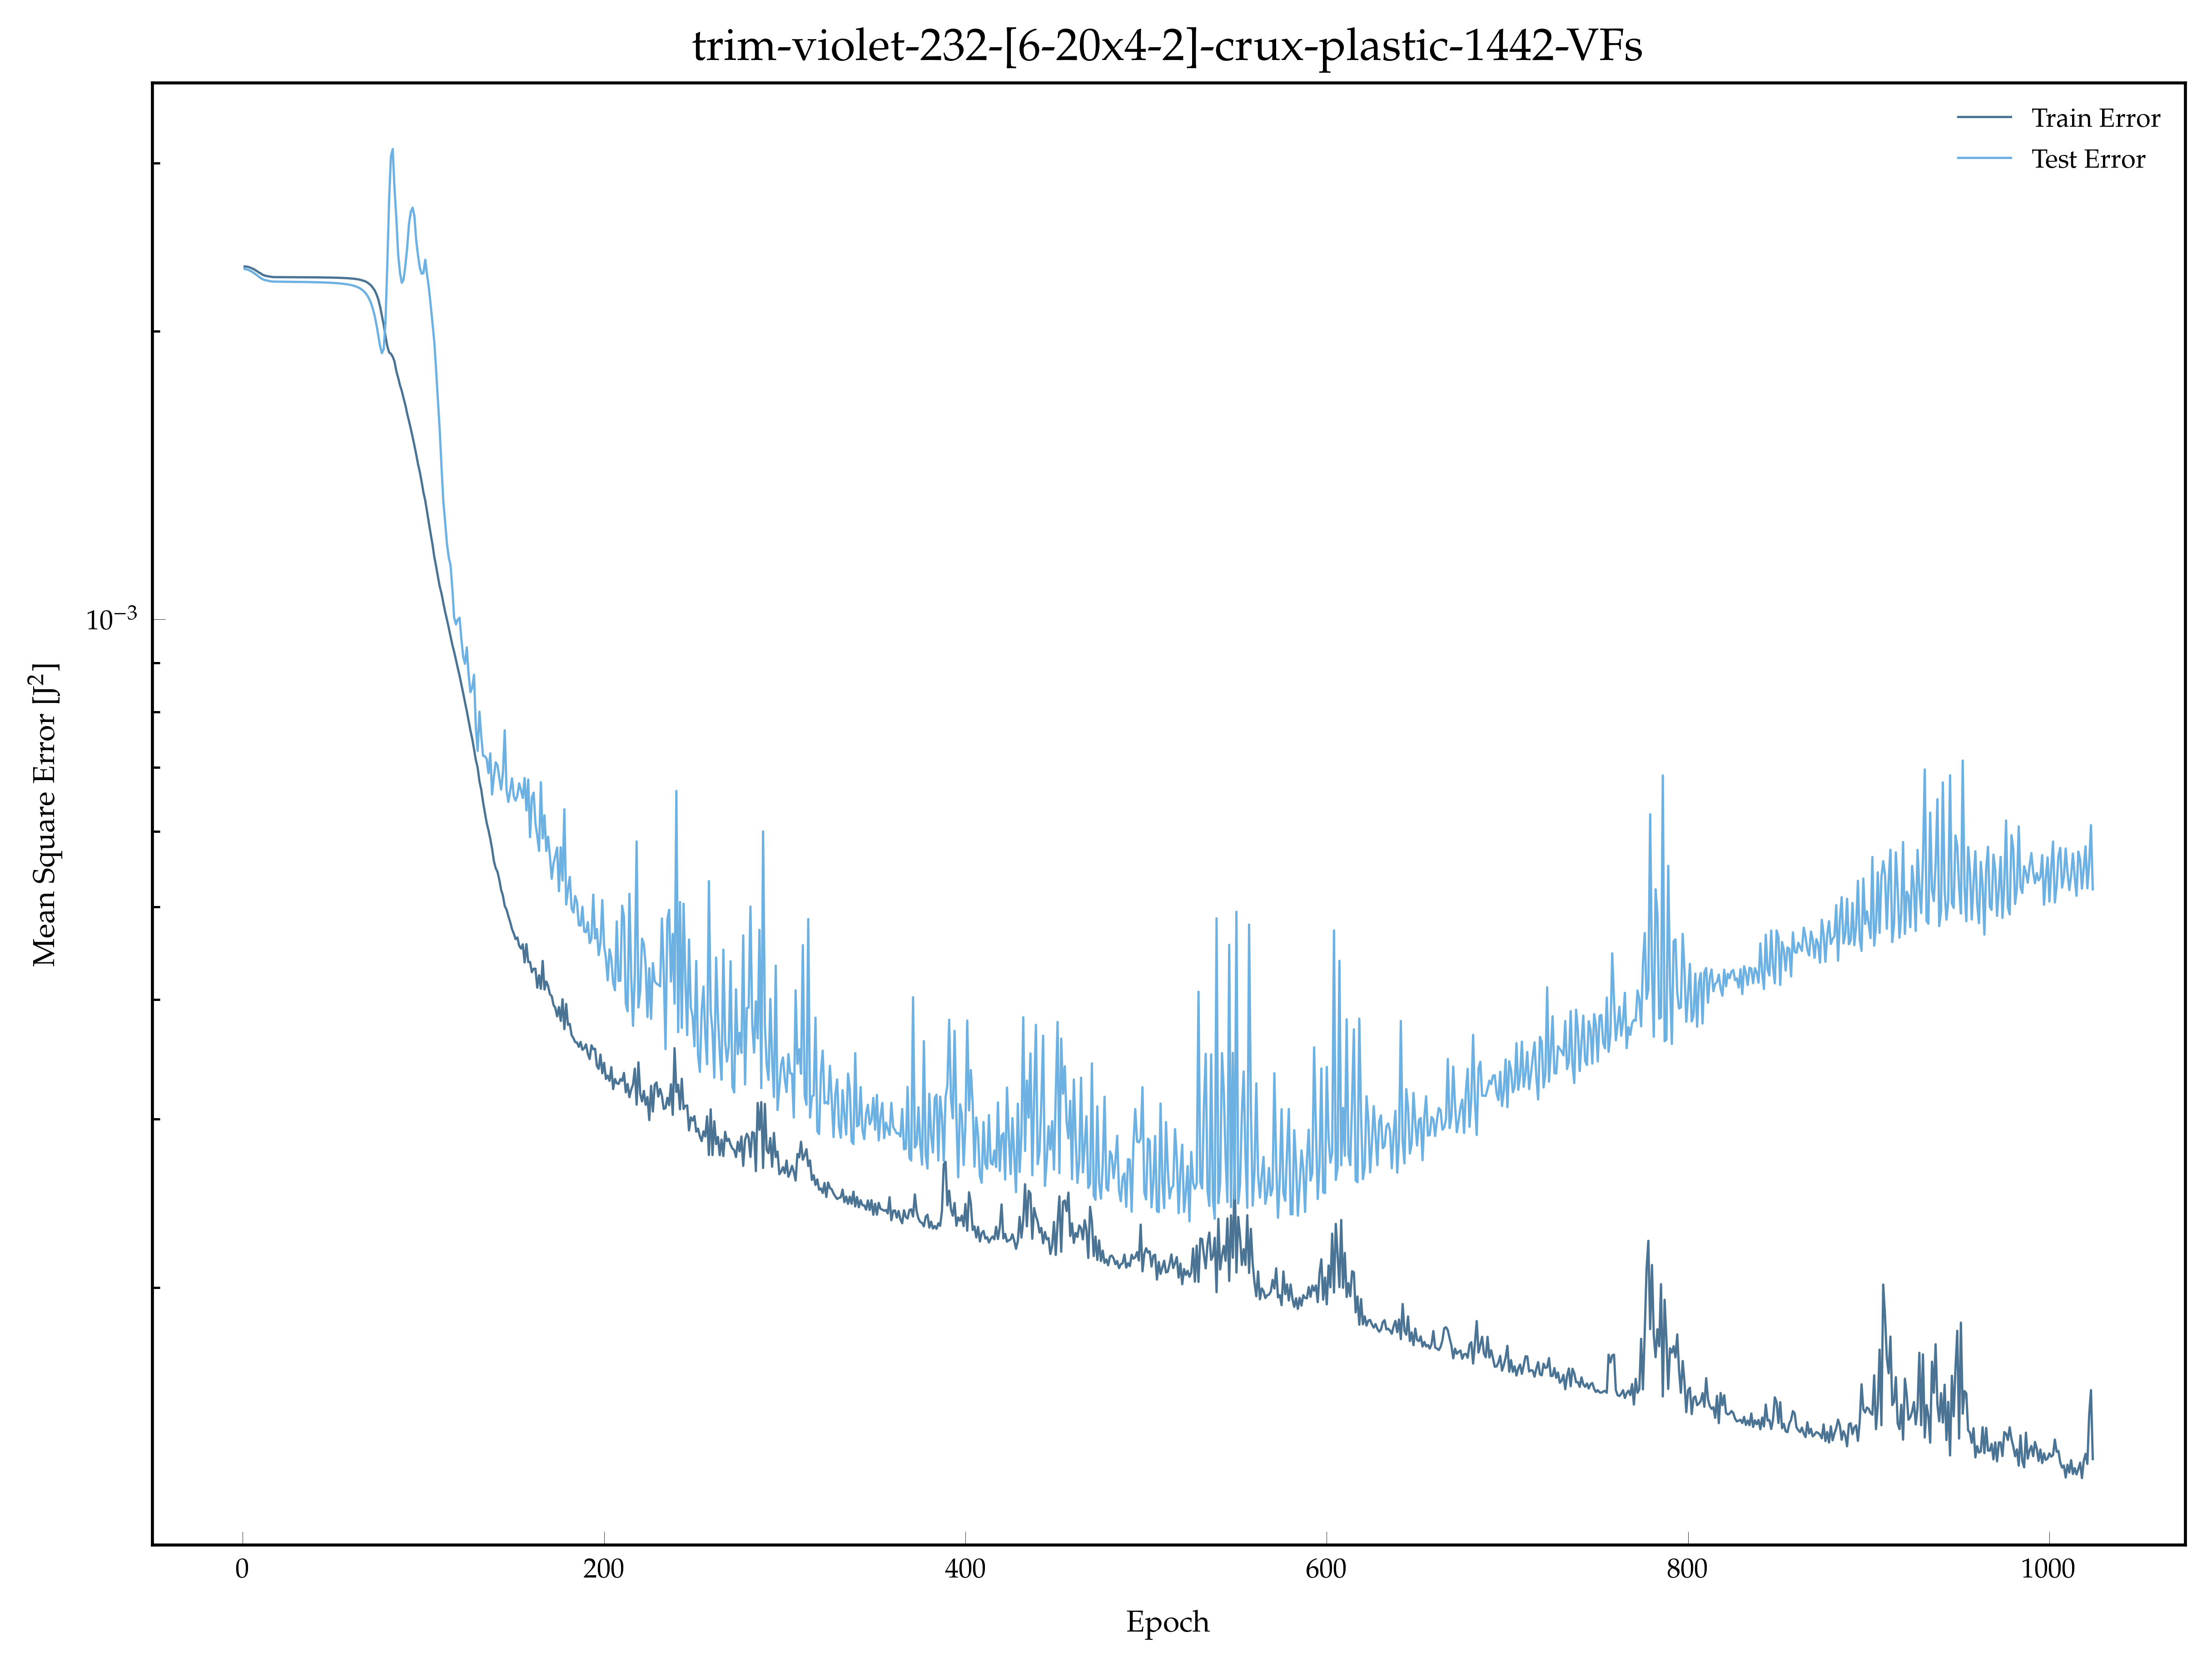 trim-violet-232-[6-20x4-2]-crux-plastic-1442-VFs
Train Error
Test Error
Mean Square Error [J²]
10⁻³
0 200 400 600 800 1000
Epoch